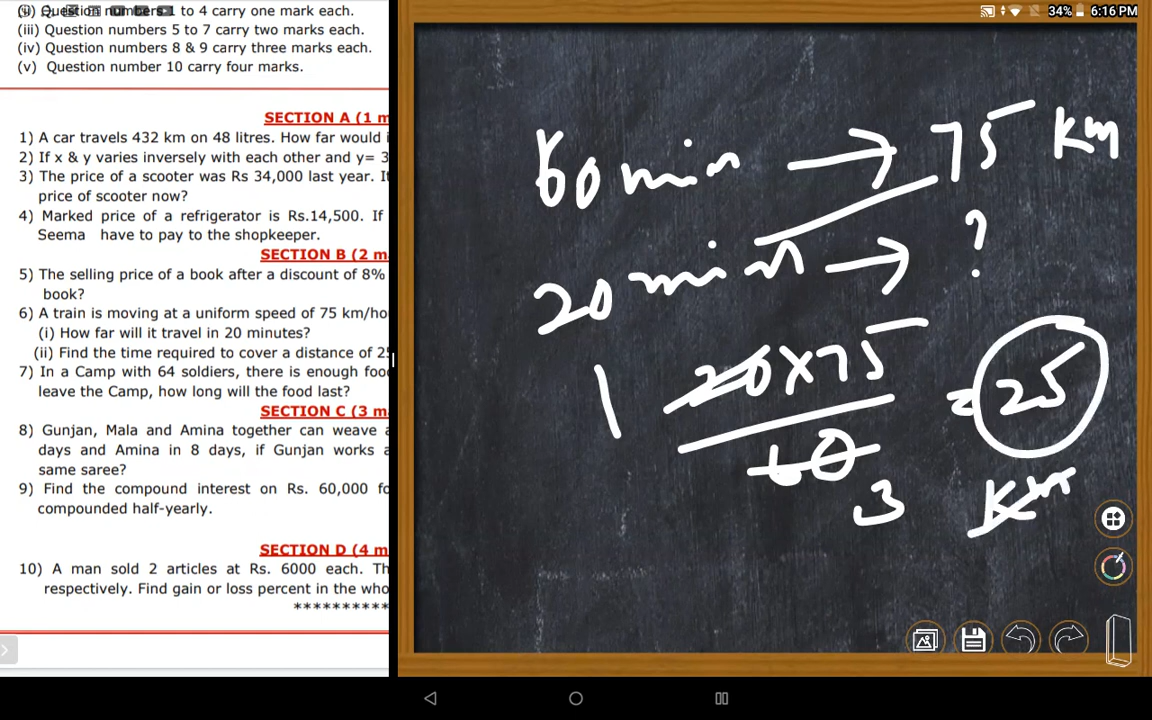 (ii) Question numbers 1 to 4 carry one mark each.
(iii) Question numbers 5 to 7 carry two marks each.
(iv) Question numbers 8 & 9 carry three marks each.
(v) Question number 10 carry four marks.
SECTION A (1 m
1) A car travels 432 km on 48 litres. How far would i
2) If x & y varies inversely with each other and y= 3
3) The price of a scooter was Rs 34,000 last year. I
price of scooter now?
4) Marked price of a refrigerator is Rs.14,500. If
Seema have to pay to the shopkeeper.
SECTION B (2 m
5) The selling price of a book after a discount of 8%
book?
6) A train is moving at a uniform speed of 75 km/ho
(i) How far will it travel in 20 minutes?
(ii) Find the time required to cover a distance of 25
7) In a Camp with 64 soldiers, there is enough foo
leave the Camp, how long will the food last?
SECTION C (3 m
8) Gunjan, Mala and Amina together can weave a
days and Amina in 8 days, if Gunjan works a
same saree?
9) Find the compound interest on Rs. 60,000 fo
compounded half-yearly.
SECTION D (4 m
10) A man sold 2 articles at Rs. 6000 each. Th
respectively. Find gain or loss percent in the who
**********
34% 6:16 PM
60 min → 75 km
20 min → ?
1 20×75 = 25
60
3 Km